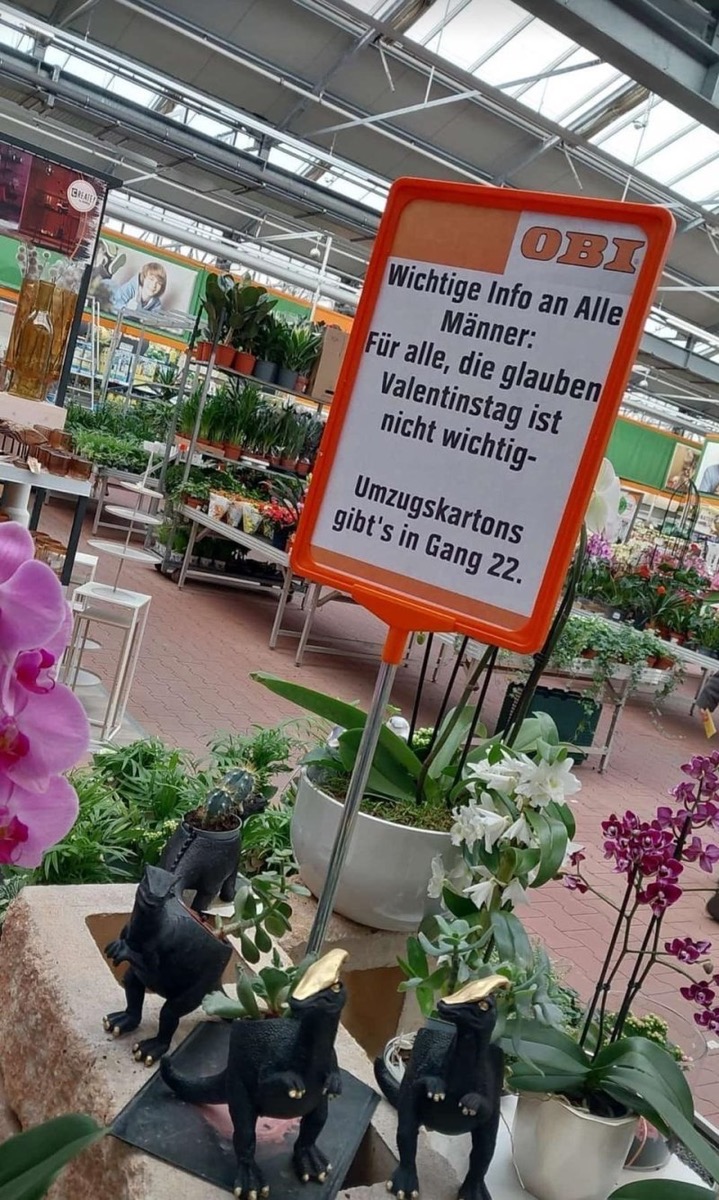 CREATE!
OBI
Wichtige Info an Alle
Männer:
Für alle, die glauben
Valentinstag ist
nicht wichtig-
Umzugskartons
gibt's in Gang 22.